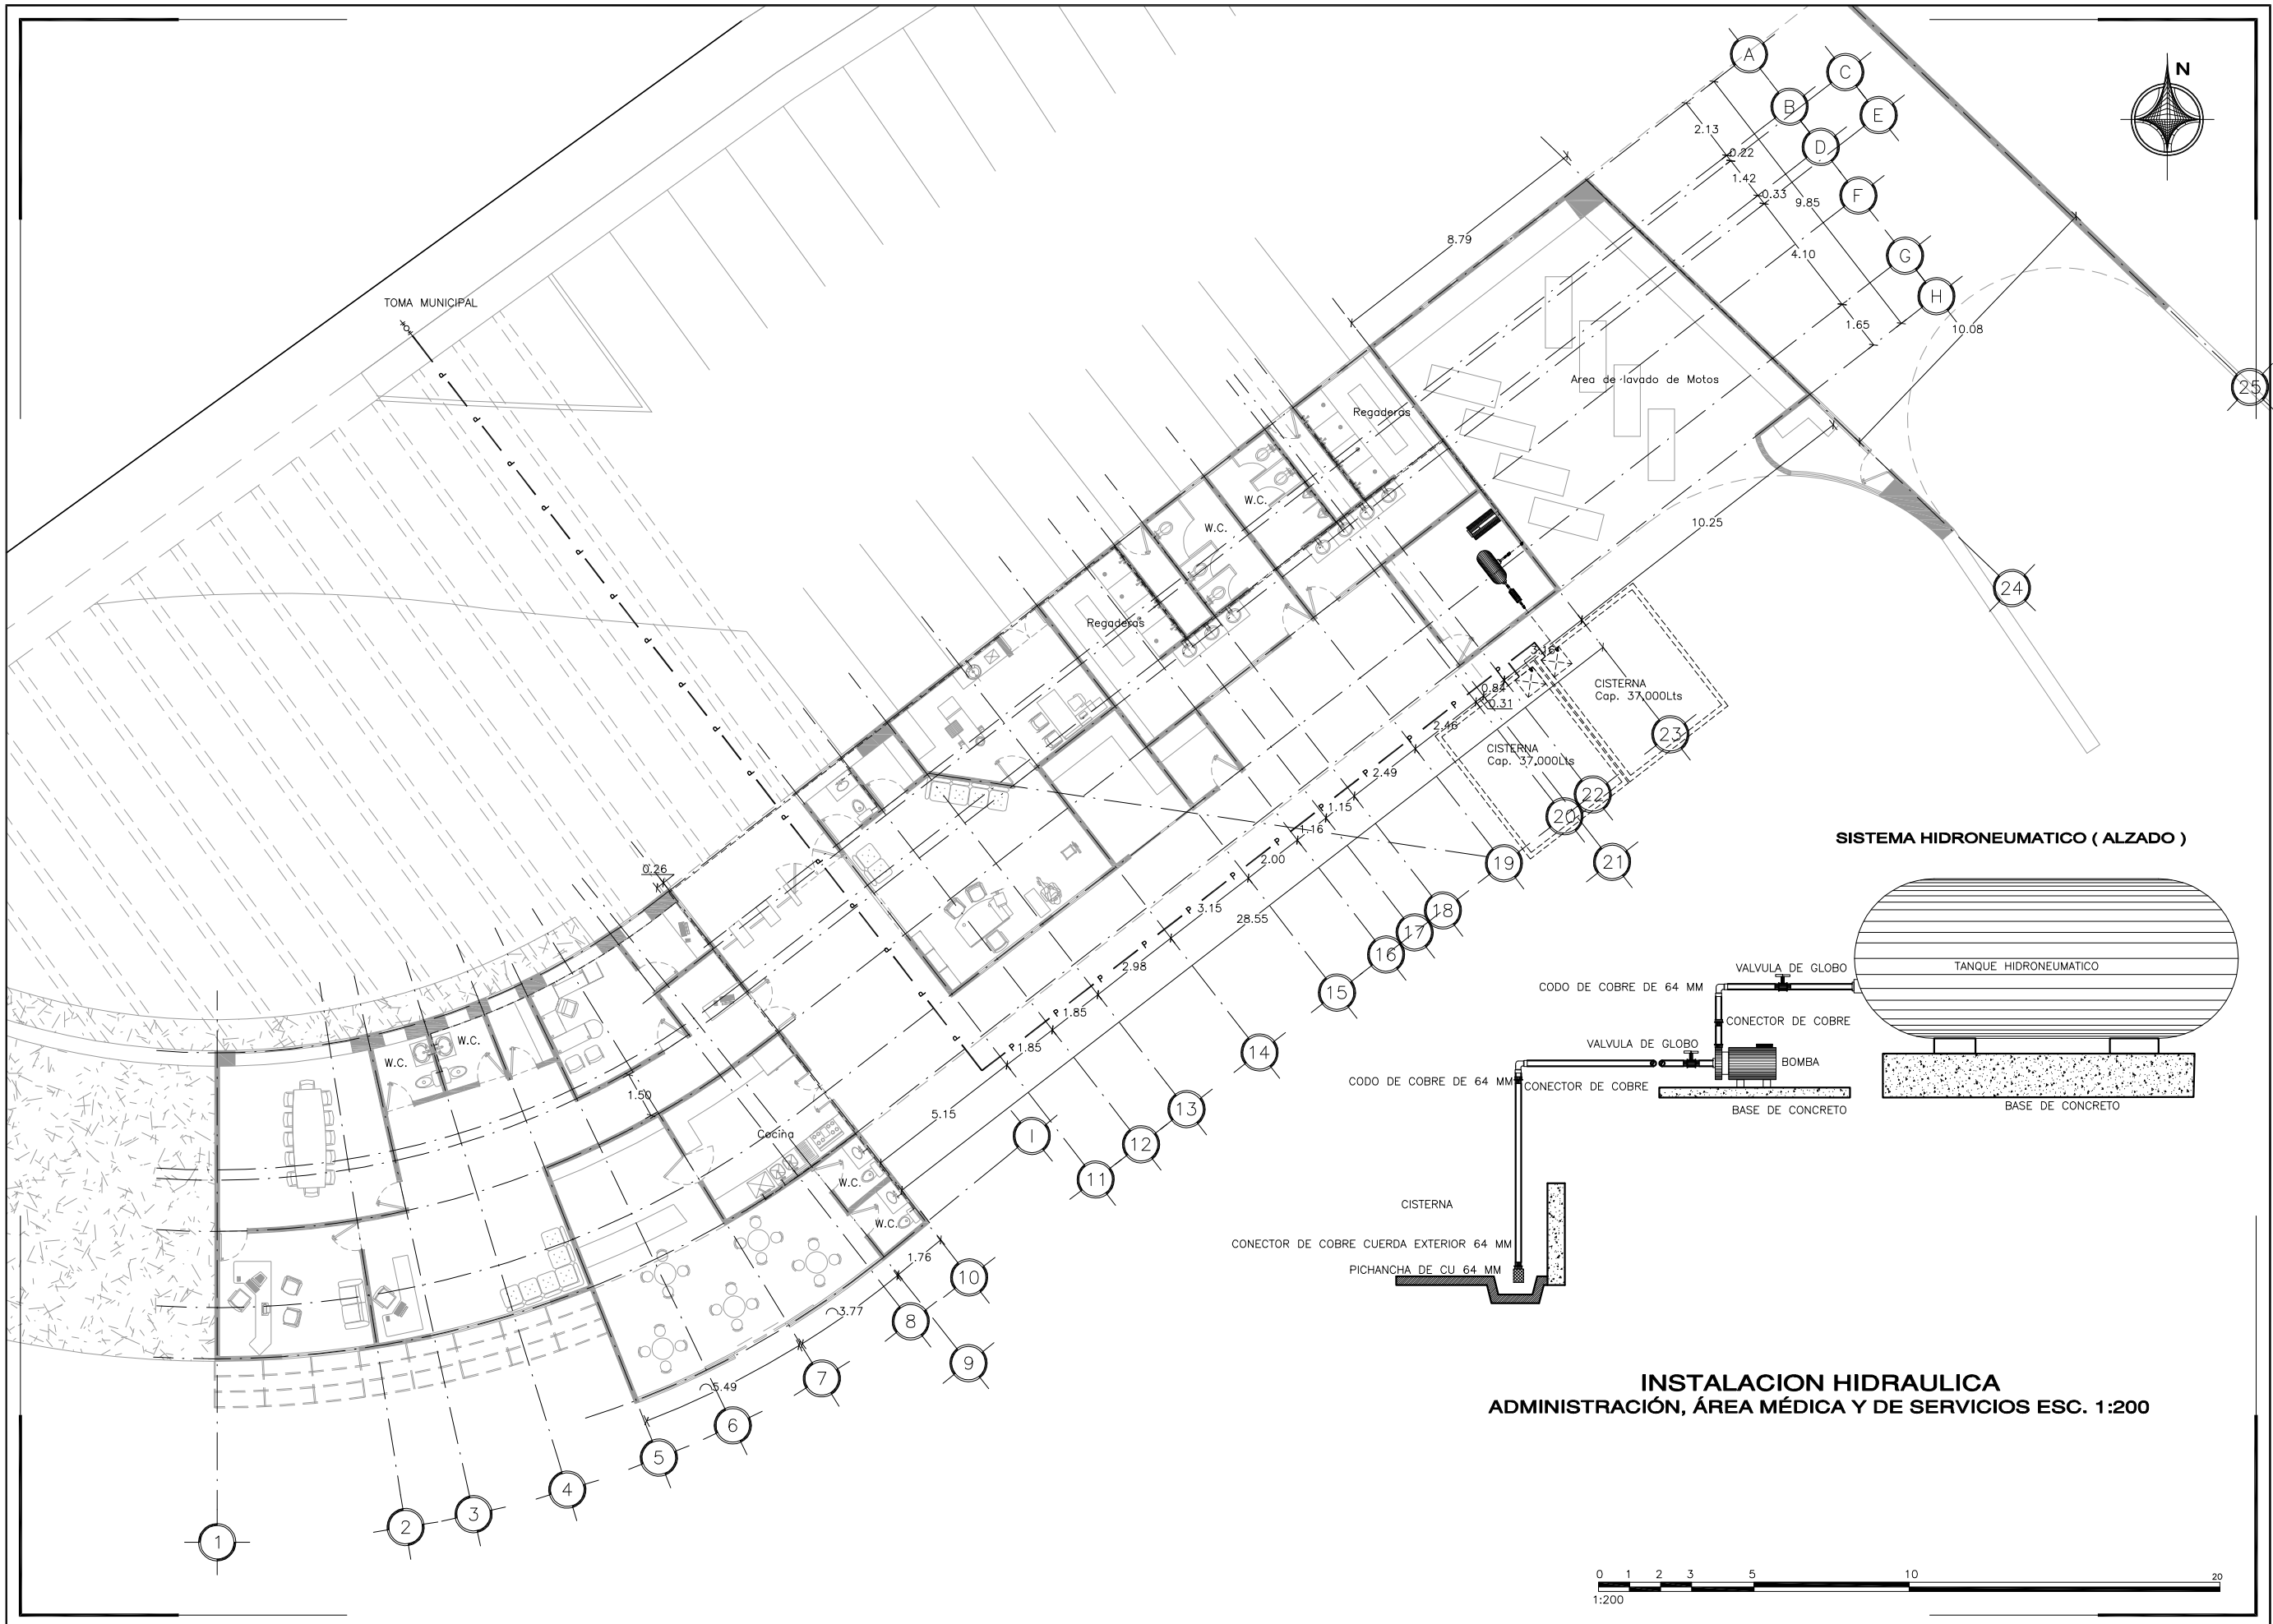 N
A
C
B
E
D
F
G
H
25
24
2.13
0.22
1.42
0.33
9.85
4.10
1.65
10.08
8.79
TOMA MUNICIPAL
Area de lavado de Motos
Regaderas
W.C.
W.C.
Regaderas
10.25
3.16
0.84
0.31
2.46
2.49
1.15
1.16
2.00
3.15
28.55
2.98
1.85
1.85
5.15
CISTERNA
Cap. 37,000Lts
CISTERNA
Cap. 37,000Lts
23
22
20
21
19
18
17
16
15
14
13
12
11
I
10
9
8
7
6
5
4
3
2
1
0.26
W.C.
W.C.
1.50
Cocina
W.C.
W.C.
1.76
3.77
5.49
P P P P P P P P P P P P P P P P P P
P P P P P P P P P P P
SISTEMA HIDRONEUMATICO ( ALZADO )
VALVULA DE GLOBO
TANQUE HIDRONEUMATICO
CODO DE COBRE DE 64 MM
CONECTOR DE COBRE
VALVULA DE GLOBO
BOMBA
CODO DE COBRE DE 64 MM
CONECTOR DE COBRE
BASE DE CONCRETO
BASE DE CONCRETO
CISTERNA
CONECTOR DE COBRE CUERDA EXTERIOR 64 MM
PICHANCHA DE CU 64 MM
INSTALACION HIDRAULICA
ADMINISTRACIÓN, ÁREA MÉDICA Y DE SERVICIOS ESC. 1:200
0 1 2 3 5 10 20
1:200